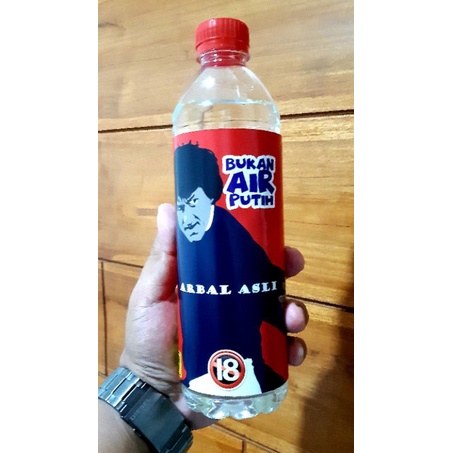 BUKAN
AIR
PUTIH
ARBAL ASLI
18